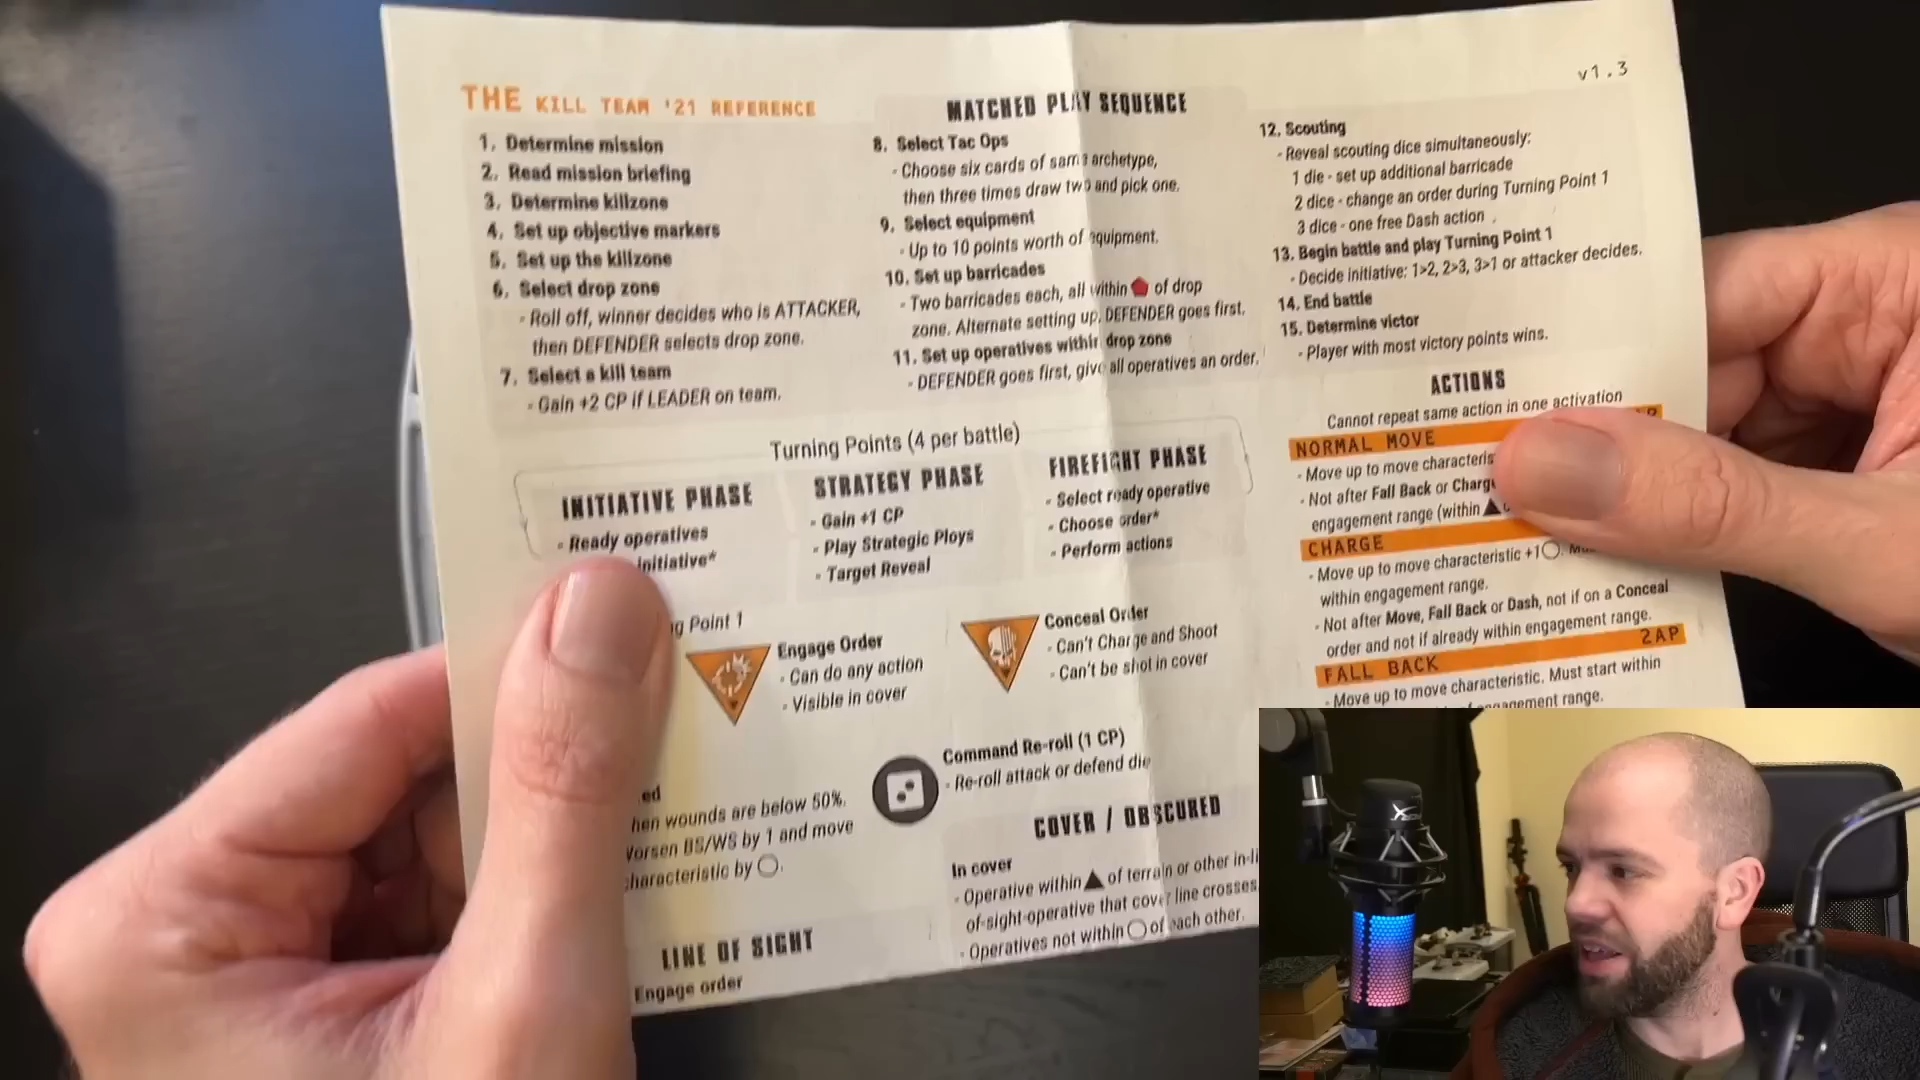 THE KILL TEAM '21 REFERENCE
v1.3
MATCHED PLAY SEQUENCE
1. Determine mission
2. Read mission briefing
3. Determine killzone
4. Set up objective markers
5. Set up the killzone
6. Select drop zone
- Roll off, winner decides who is ATTACKER,
then DEFENDER selects drop zone.
7. Select a kill team
- Gain +2 CP if LEADER on team.
8. Select Tac Ops
- Choose six cards of same archetype,
then three times draw two and pick one.
9. Select equipment
- Up to 10 points worth of equipment.
10. Set up barricades
- Two barricades each, all within of drop
zone. Alternate setting up, DEFENDER goes first.
11. Set up operatives within drop zone
- DEFENDER goes first, give all operatives an order.
12. Scouting
- Reveal scouting dice simultaneously:
1 die - set up additional barricade
2 dice - change an order during Turning Point 1
3 dice - one free Dash action
13. Begin battle and play Turning Point 1
- Decide initiative: 1>2, 2>3, 3>1 or attacker decides.
14. End battle
15. Determine victor
- Player with most victory points wins.
Turning Points (4 per battle)
INITIATIVE PHASE
- Ready operatives
initiative*
STRATEGY PHASE
- Gain +1 CP
- Play Strategic Ploys
- Target Reveal
FIREFIGHT PHASE
- Select ready operative
- Choose order*
- Perform actions
Point 1
Engage Order
- Can do any action
- Visible in cover
Conceal Order
- Can't Charge and Shoot
- Can't be shot in cover
Command Re-roll (1 CP)
- Re-roll attack or defend die
ed
hen wounds are below 50%.
Worsen BS/WS by 1 and move
characteristic by
LINE OF SIGHT
Engage order
COVER / OBSCURED
In cover
- Operative within of terrain or other in-li
of-sight-operative that cover line crosses
- Operatives not within of each other.
ACTIONS
Cannot repeat same action in one activation
NORMAL MOVE
- Move up to move characteris
- Not after Fall Back or Charge
engagement range (within
CHARGE
- Move up to move characteristic +1
within engagement range.
- Not after Move, Fall Back or Dash, not if on a Conceal
order and not if already within engagement range.
FALL BACK 2AP
- Move up to move characteristic. Must start within
engagement range.